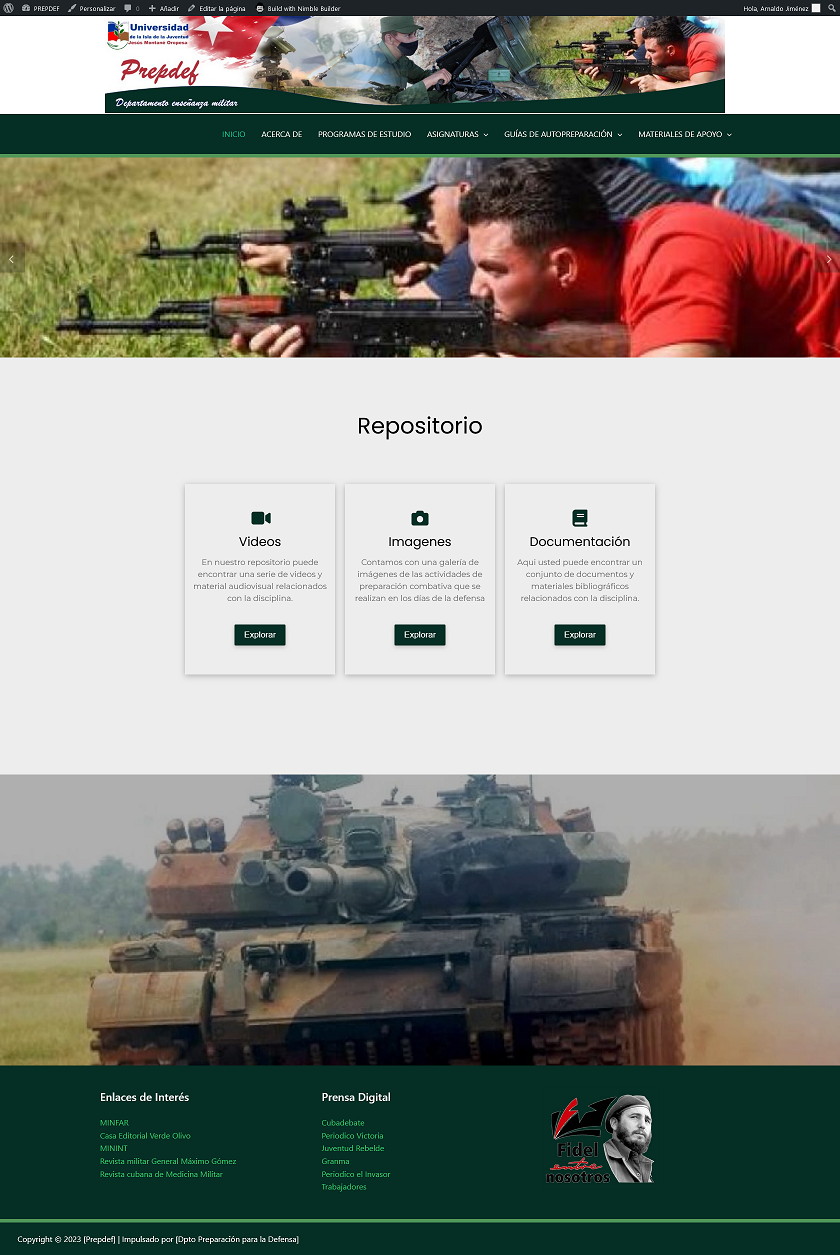 PREPDEF
Personalizar
0
Añadir
Editar la página
Build with Nimble Builder
Hola, Arnaldo Jiménez
Universidad
de la Isla de la Juventud
Jesús Montané Oropesa
Prepdef
Departamento enseñanza militar
INICIO
ACERCA DE
PROGRAMAS DE ESTUDIO
ASIGNATURAS
GUÍAS DE AUTOPREPARACIÓN
MATERIALES DE APOYO
Repositorio
Videos
En nuestro repositorio puede
encontrar una serie de videos y
material audiovisual relacionados
con la disciplina.
Explorar
Imagenes
Contamos con una galería de
imágenes de las actividades de
preparación combativa que se
realizan en los días de la defensa
Explorar
Documentación
Aqui usted puede encontrar un
conjunto de documentos y
materiales bibliográficos
relacionados con la disciplina.
Explorar
Enlaces de Interés
MINFAR
Casa Editorial Verde Olivo
MININT
Revista militar General Máximo Gómez
Revista cubana de Medicina Militar
Prensa Digital
Cubadebate
Periodico Victoria
Juventud Rebelde
Granma
Periodico el Invasor
Trabajadores
Fidel
entre
nosotros
Copyright © 2023 [Prepdef] | Impulsado por [Dpto Preparación para la Defensa]